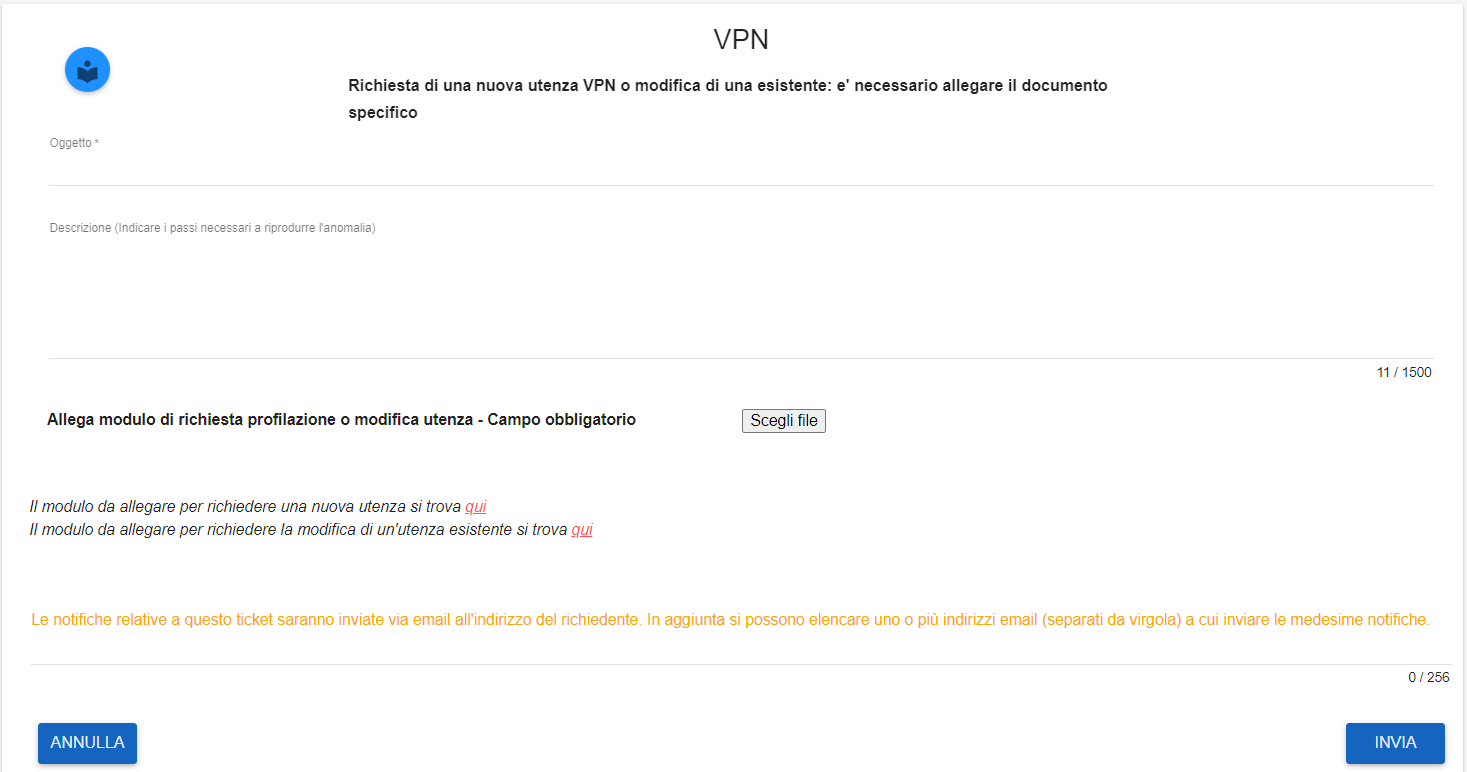 VPN
Richiesta di una nuova utenza VPN o modifica di una esistente: e' necessario allegare il documento
specifico
Oggetto *
Descrizione (Indicare i passi necessari a riprodurre l'anomalia)
11 / 1500
Allega modulo di richiesta profilazione o modifica utenza - Campo obbligatorio
Scegli file
Il modulo da allegare per richiedere una nuova utenza si trova qui
Il modulo da allegare per richiedere la modifica di un'utenza esistente si trova qui
Le notifiche relative a questo ticket saranno inviate via email all'indirizzo del richiedente. In aggiunta si possono elencare uno o più indirizzi email (separati da virgola) a cui inviare le medesime notifiche.
0 / 256
ANNULLA
INVIA